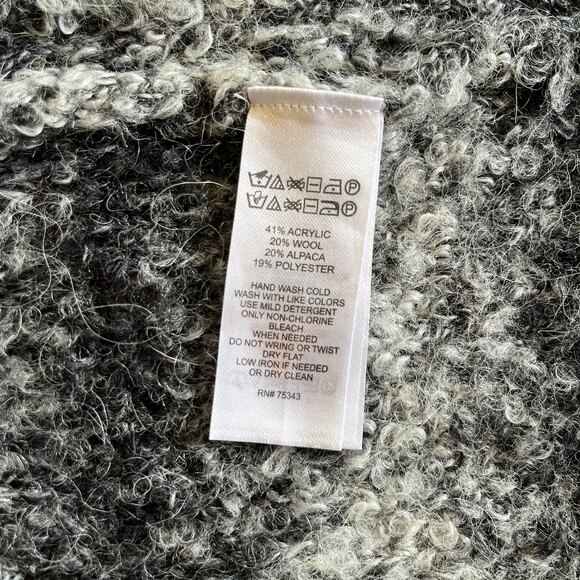 41% ACRYLIC
20% WOOL
20% ALPACA
19% POLYESTER
HAND WASH COLD
WASH WITH LIKE COLORS
USE MILD DETERGENT
ONLY NON-CHLORINE
BLEACH
WHEN NEEDED
DO NOT WRING OR TWIST
DRY FLAT
LOW IRON IF NEEDED
OR DRY CLEAN
RN# 75343